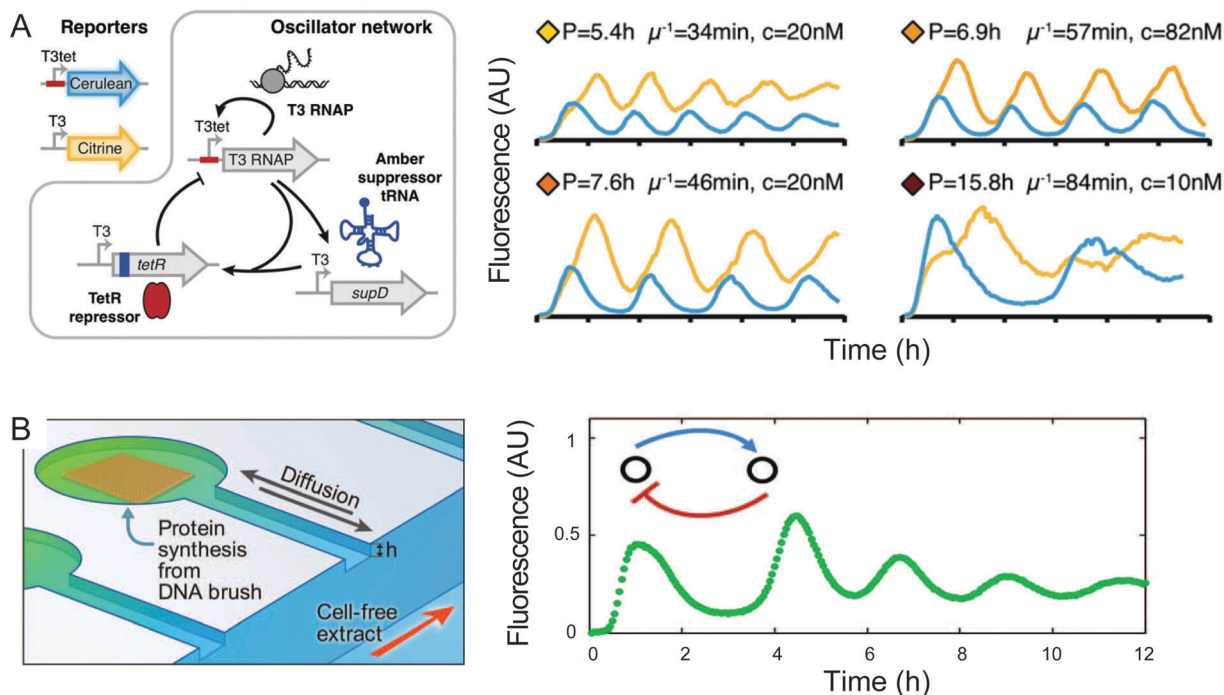 A
Reporters
T3tet
Cerulean
T3
Citrine
Oscillator network
T3 RNAP
T3tet
T3 RNAP
Amber
suppressor
tRNA
T3
tetR
TetR
repressor
T3
supD
Fluorescence (AU)
P=5.4h µ⁻¹=34min, c=20nM
P=6.9h µ⁻¹=57min, c=82nM
P=7.6h µ⁻¹=46min, c=20nM
P=15.8h µ⁻¹=84min, c=10nM
Time (h)
B
Diffusion
h
Protein
synthesis
from
DNA brush
Cell-free
extract
Fluorescence (AU)
1
0.5
0
0 2 4 6 8 10 12
Time (h)